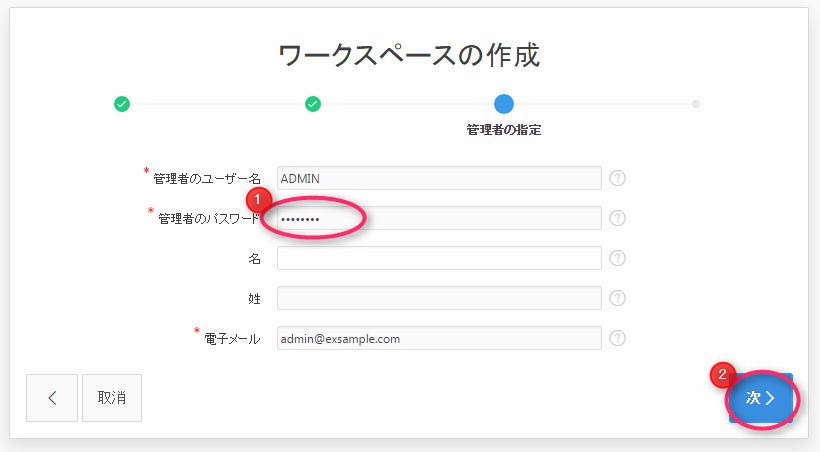 ワークスペースの作成
管理者の指定
* 管理者のユーザー名 ADMIN
1
* 管理者のパスワード ••••••••
名
姓
* 電子メール admin@exsample.com
2
取消
次